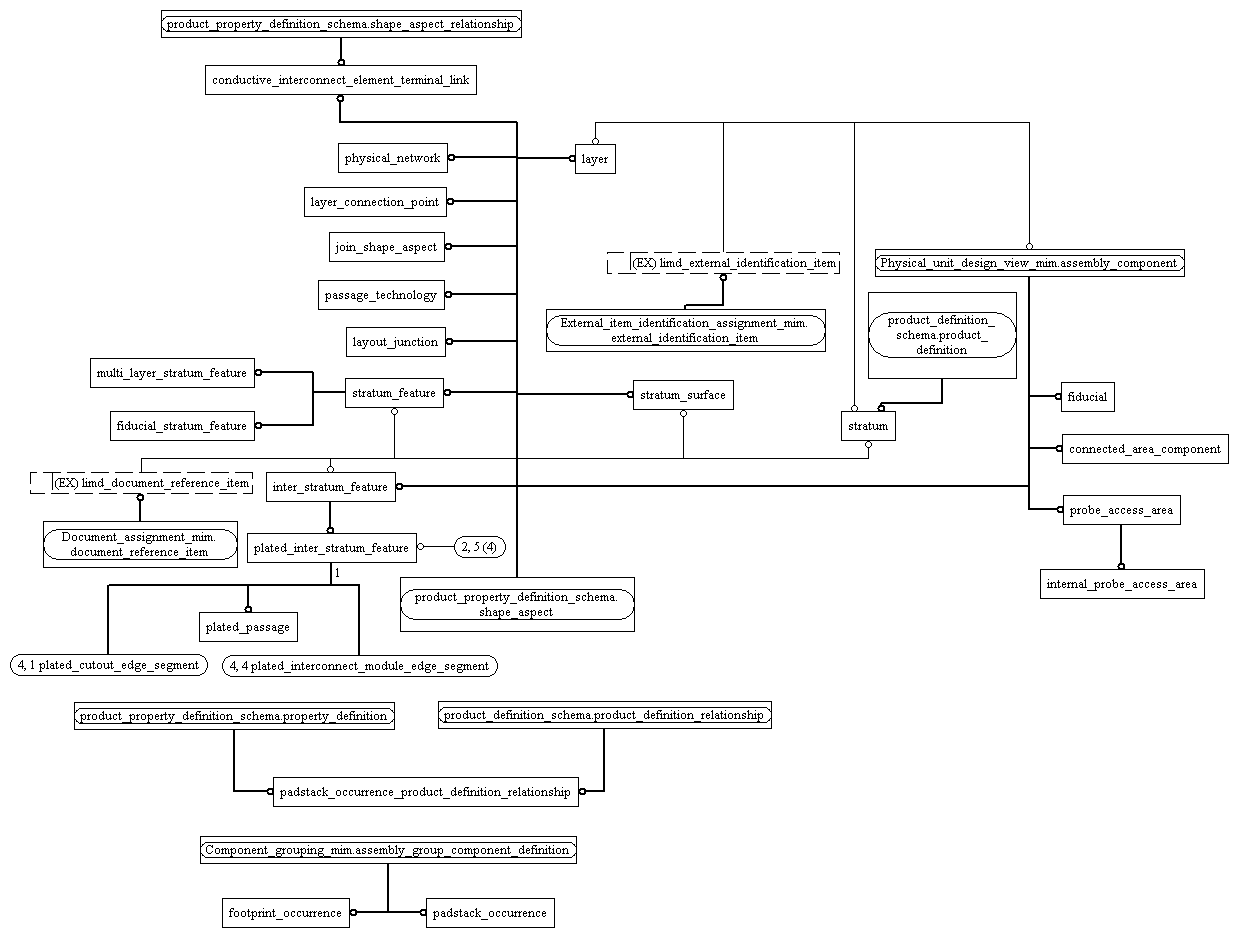 product_property_definition_schema.shape_aspect_relationship
conductive_interconnect_element_terminal_link
physical_network
layer
layer_connection_point
join_shape_aspect
(EX) limd_external_identification_item
Physical_unit_design_view_mim.assembly_component
passage_technology
External_item_identification_assignment_mim.
external_identification_item
product_definition_
schema.product_
definition
layout_junction
multi_layer_stratum_feature
stratum_feature
stratum_surface
fiducial
fiducial_stratum_feature
stratum
connected_area_component
(EX) limd_document_reference_item
inter_stratum_feature
probe_access_area
Document_assignment_mim.
document_reference_item
plated_inter_stratum_feature
2, 5 (4)
1
internal_probe_access_area
product_property_definition_schema.
shape_aspect
plated_passage
4, 1 plated_cutout_edge_segment
4, 4 plated_interconnect_module_edge_segment
product_property_definition_schema.property_definition
product_definition_schema.product_definition_relationship
padstack_occurrence_product_definition_relationship
Component_grouping_mim.assembly_group_component_definition
footprint_occurrence
padstack_occurrence